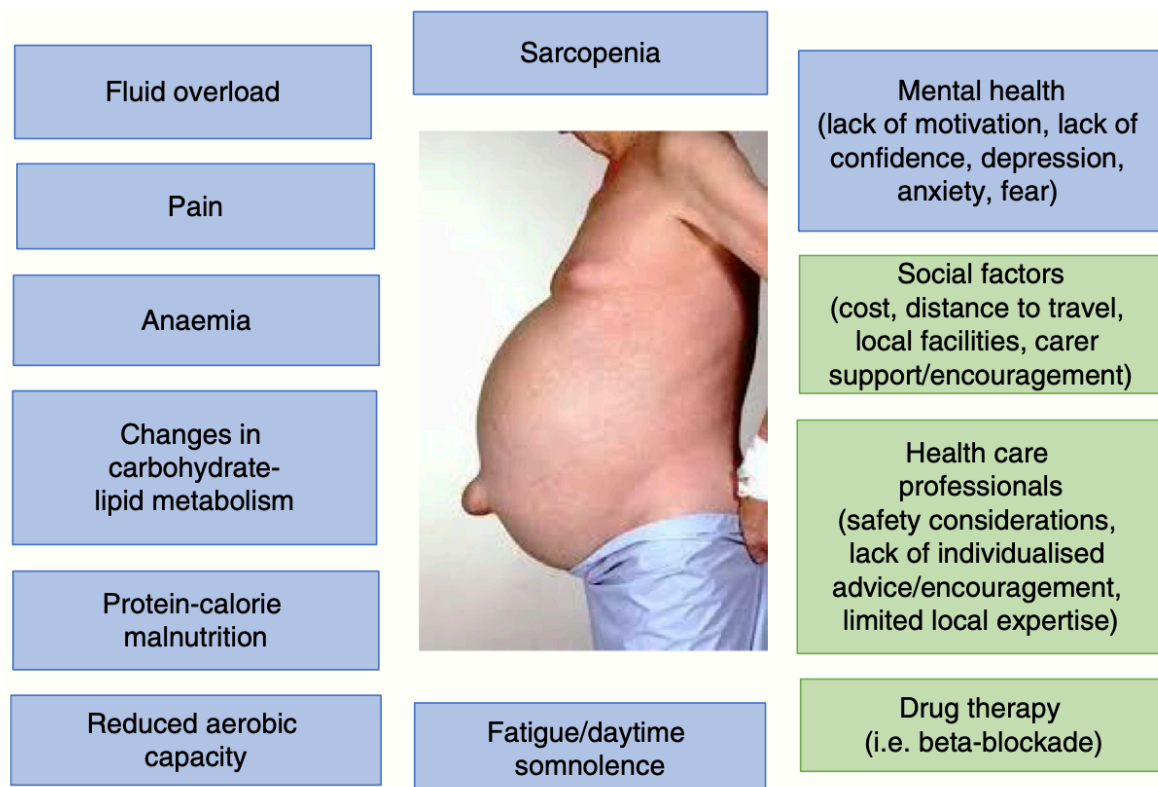 Fluid overload
Pain
Anaemia
Changes in
carbohydrate-
lipid metabolism
Protein-calorie
malnutrition
Reduced aerobic
capacity
Sarcopenia
Fatigue/daytime
somnolence
Mental health
(lack of motivation, lack of
confidence, depression,
anxiety, fear)
Social factors
(cost, distance to travel,
local facilities, carer
support/encouragement)
Health care
professionals
(safety considerations,
lack of individualised
advice/encouragement,
limited local expertise)
Drug therapy
(i.e. beta-blockade)